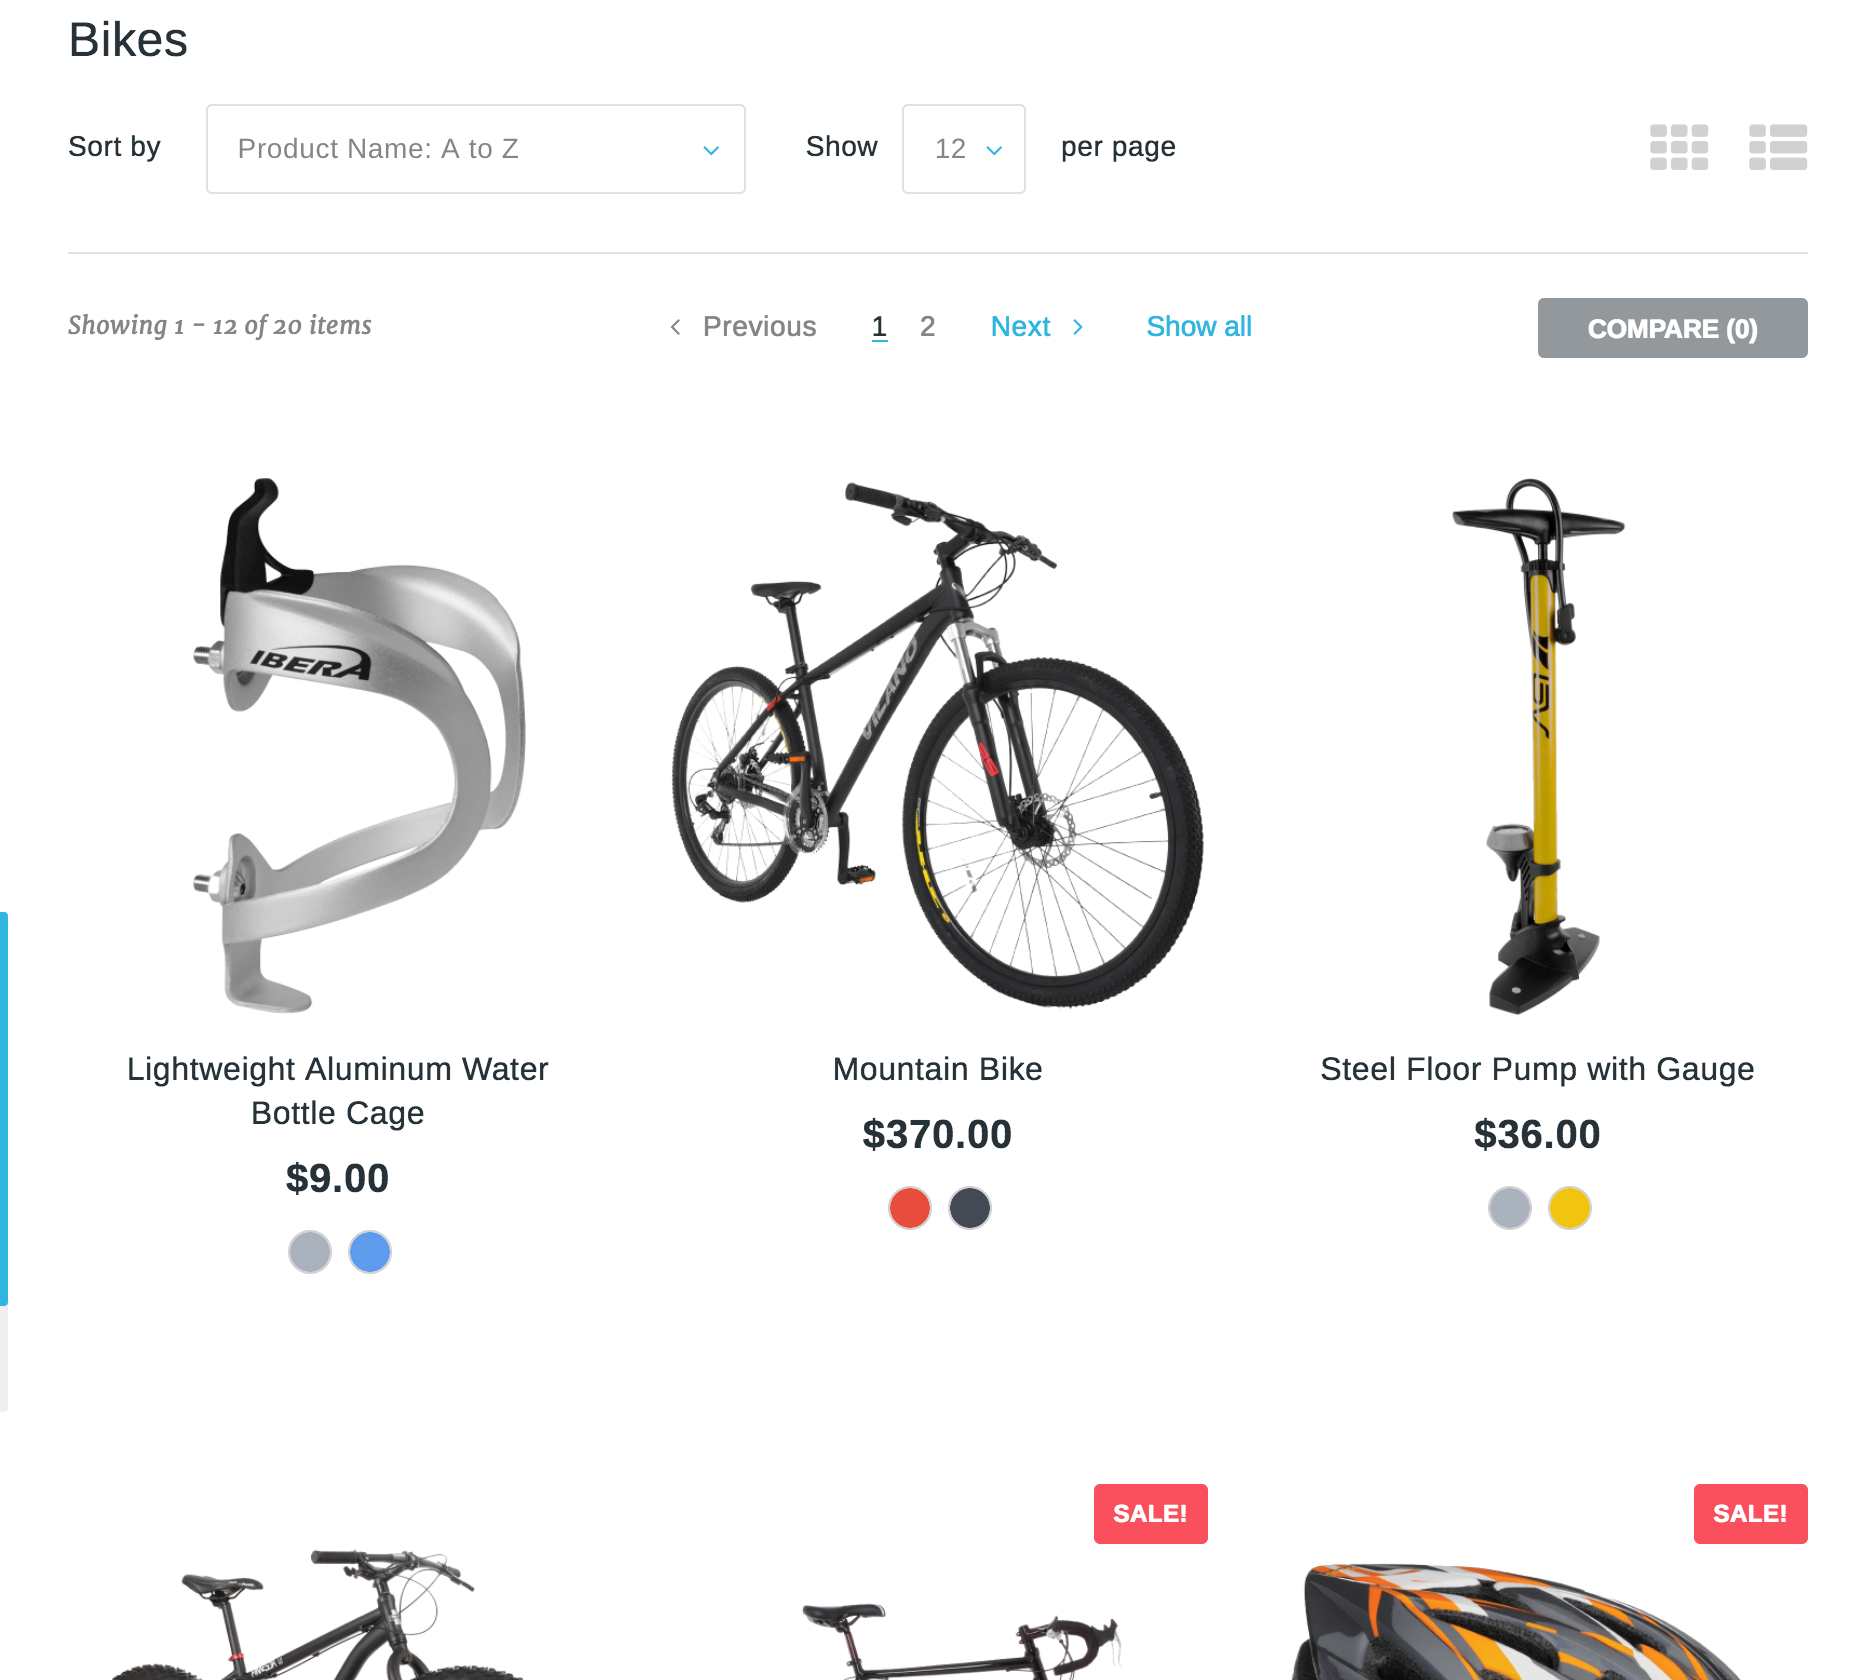 Bikes
Sort by Product Name: A to Z Show 12 per page
Showing 1 - 12 of 20 items Previous 1 2 Next Show all COMPARE (0)
IBERA
VILANO
Lightweight Aluminum Water
Bottle Cage
$9.00
Mountain Bike
$370.00
Steel Floor Pump with Gauge
$36.00
SALE!
SALE!